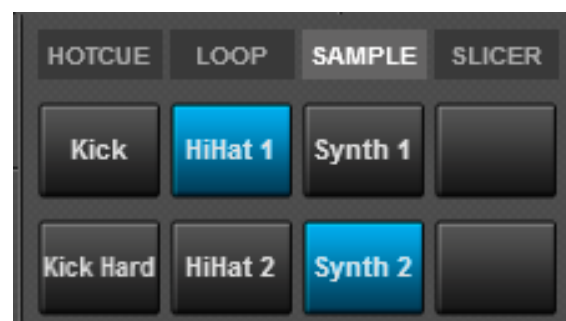 HOTCUE LOOP SAMPLE SLICER
Kick HiHat 1 Synth 1
Kick Hard HiHat 2 Synth 2